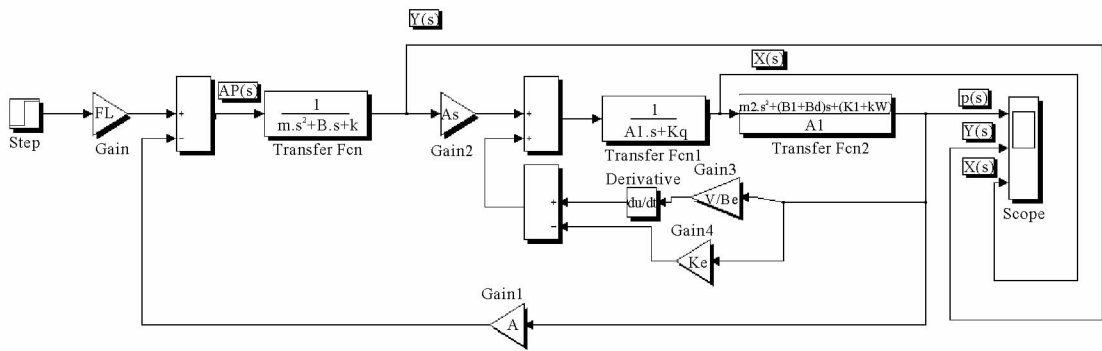 Y(s)
X(s)
Step
FL
Gain
+
−
AP(s)
1
m.s²+B.s+k
Transfer Fcn
As
Gain2
+
+
1
A1.s+Kq
Transfer Fcn1
m2.s²+(B1+Bd)s+(K1+kW)
A1
Transfer Fcn2
p(s)
Y(s)
X(s)
Scope
Derivative
du/dt
Gain3
V/Be
+
−
Gain4
Ke
Gain1
A